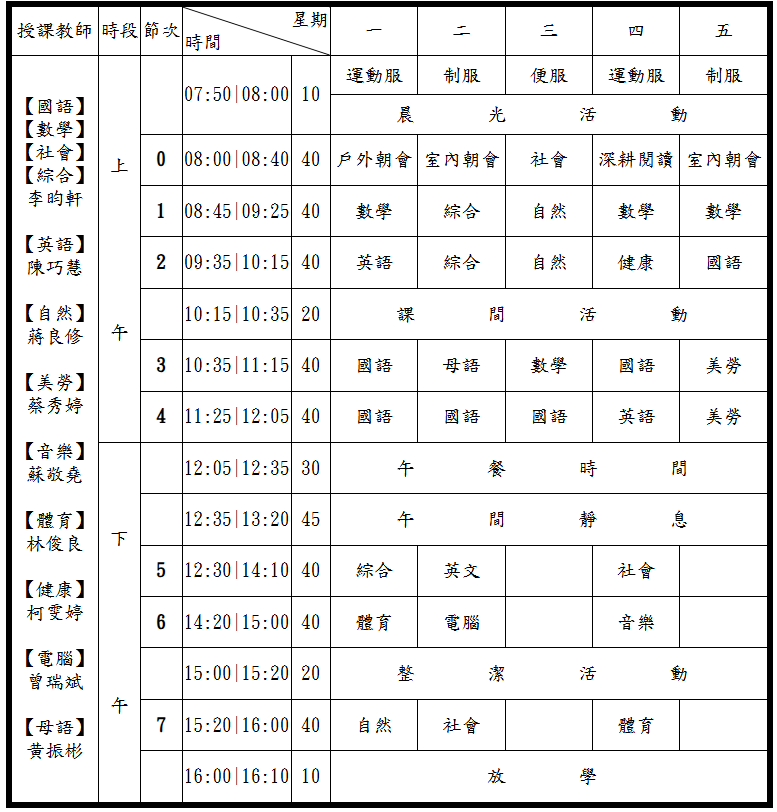 授課教師 時段 節次 星期 時間 一 二 三 四 五
【國語】
【數學】
【社會】
【綜合】
李昀軒
【英語】
陳巧慧
【自然】
蔣良修
【美勞】
蔡秀婷
【音樂】
蘇敬堯
【體育】
林俊良
【健康】
柯雯婷
【電腦】
曾瑞斌
【母語】
黃振彬
上午
07:50|08:00 10 運動服 制服 便服 運動服 制服
晨光活動
0 08:00|08:40 40 戶外朝會 室內朝會 社會 深耕閱讀 室內朝會
1 08:45|09:25 40 數學 綜合 自然 數學 數學
2 09:35|10:15 40 英語 綜合 自然 健康 國語
10:15|10:35 20 課間活動
3 10:35|11:15 40 國語 母語 數學 國語 美勞
4 11:25|12:05 40 國語 國語 國語 英語 美勞
下午
12:05|12:35 30 午餐時間
12:35|13:20 45 午間靜息
5 12:30|14:10 40 綜合 英文 社會
6 14:20|15:00 40 體育 電腦 音樂
15:00|15:20 20 整潔活動
7 15:20|16:00 40 自然 社會 體育
16:00|16:10 10 放學